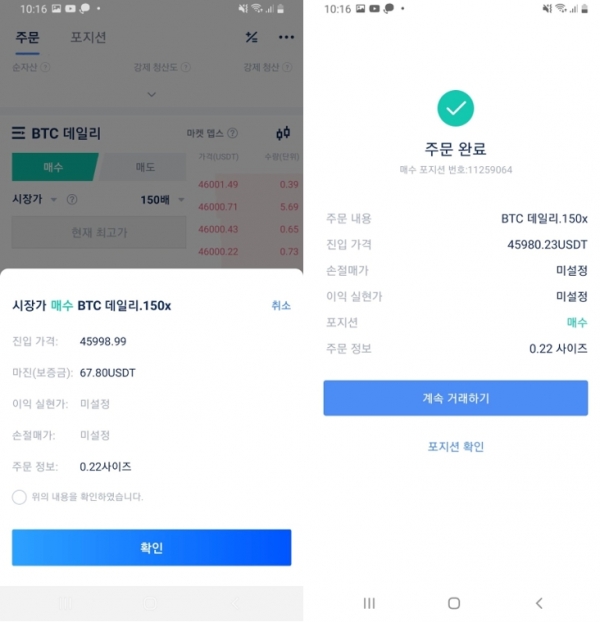 10:16
주문 포지션
순자산 강제 청산도 강제 청산
BTC 데일리 마켓 뎁스
매수 매도 가격(USDT) 수량(단위)
46001.49 0.39
시장가 150배 46000.71 5.69
현재 최고가 46000.43 0.65
46000.22 0.73
시장가 매수 BTC 데일리.150x 취소
진입 가격: 45998.99
마진(보증금): 67.80USDT
이익 실현가: 미설정
손절매가: 미설정
주문 정보: 0.22사이즈
위의 내용을 확인하였습니다.
확인
10:16
주문 완료
매수 포지션 번호:11259064
주문 내용 BTC 데일리.150x
진입 가격 45980.23USDT
손절매가 미설정
이익 실현가 미설정
포지션 매수
주문 정보 0.22 사이즈
계속 거래하기
포지션 확인